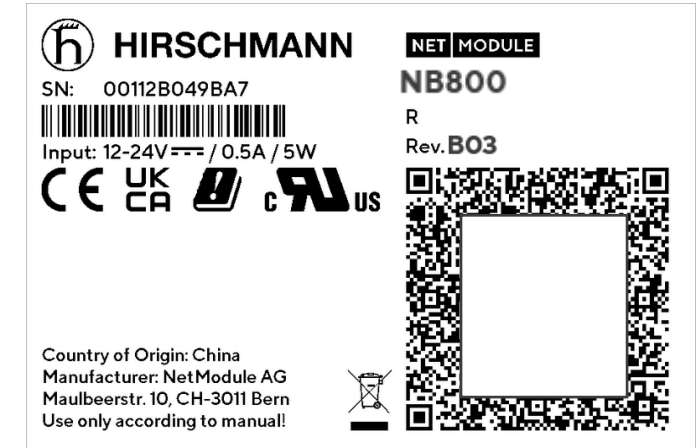 HIRSCHMANN
SN: 00112B049BA7
Input: 12-24V / 0.5A / 5W
CE UK CA C RU US
NET MODULE
NB800
R
Rev. B03
Country of Origin: China
Manufacturer: NetModule AG
Maulbeerstr. 10, CH-3011 Bern
Use only according to manual!